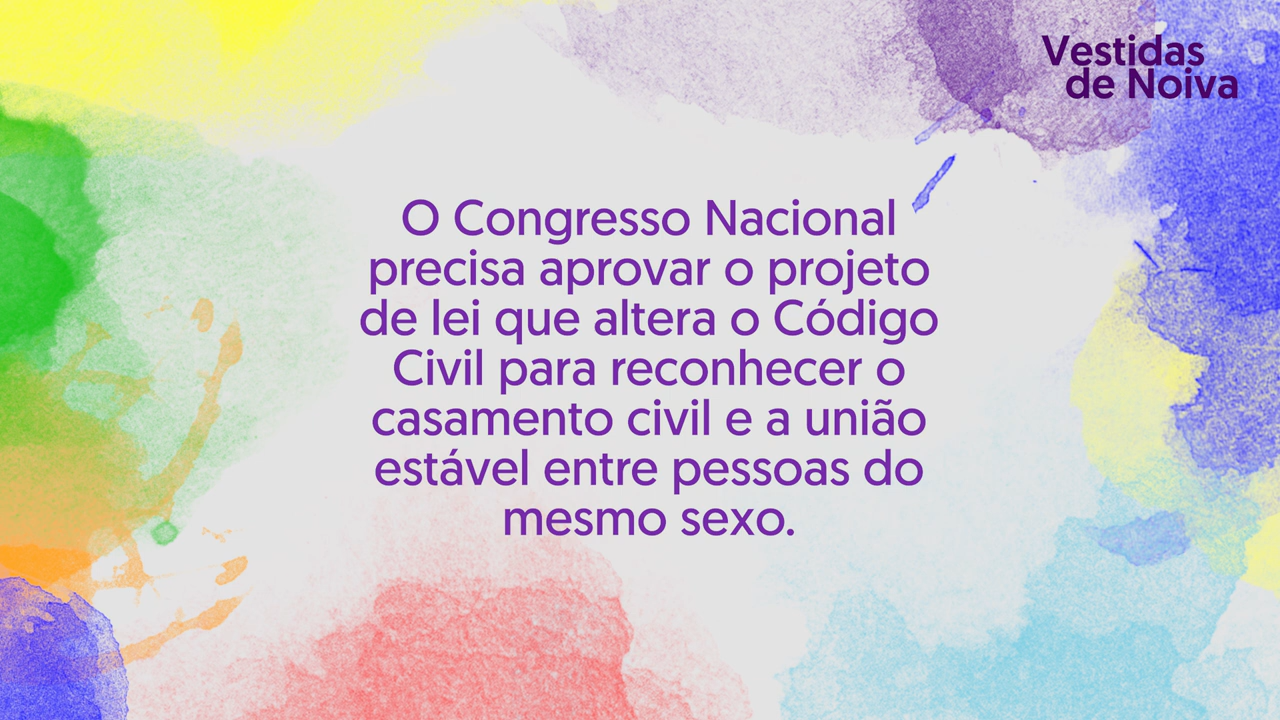 Vestidas
de Noiva
O Congresso Nacional
precisa aprovar o projeto
de lei que altera o Código
Civil para reconhecer o
casamento civil e a união
estável entre pessoas do
mesmo sexo.